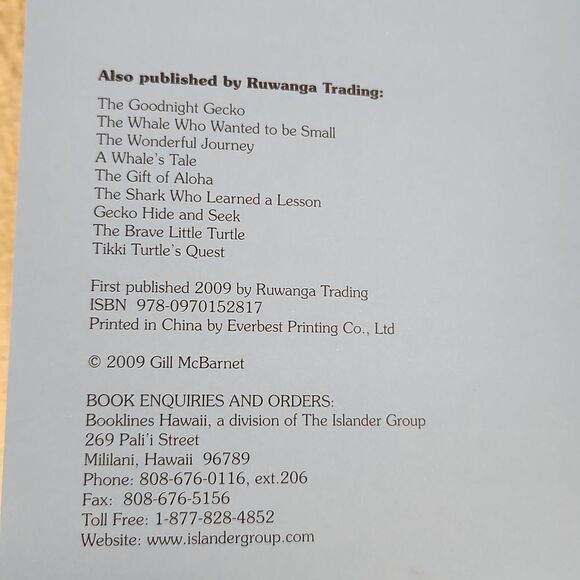 Also published by Ruwanga Trading:
The Goodnight Gecko
The Whale Who Wanted to be Small
The Wonderful Journey
A Whale's Tale
The Gift of Aloha
The Shark Who Learned a Lesson
Gecko Hide and Seek
The Brave Little Turtle
Tikki Turtle's Quest
First published 2009 by Ruwanga Trading
ISBN 978-0970152817
Printed in China by Everbest Printing Co., Ltd
© 2009 Gill McBarnet
BOOK ENQUIRIES AND ORDERS:
Booklines Hawaii, a division of The Islander Group
269 Pali'i Street
Mililani, Hawaii 96789
Phone: 808-676-0116, ext.206
Fax: 808-676-5156
Toll Free: 1-877-828-4852
Website: www.islandergroup.com